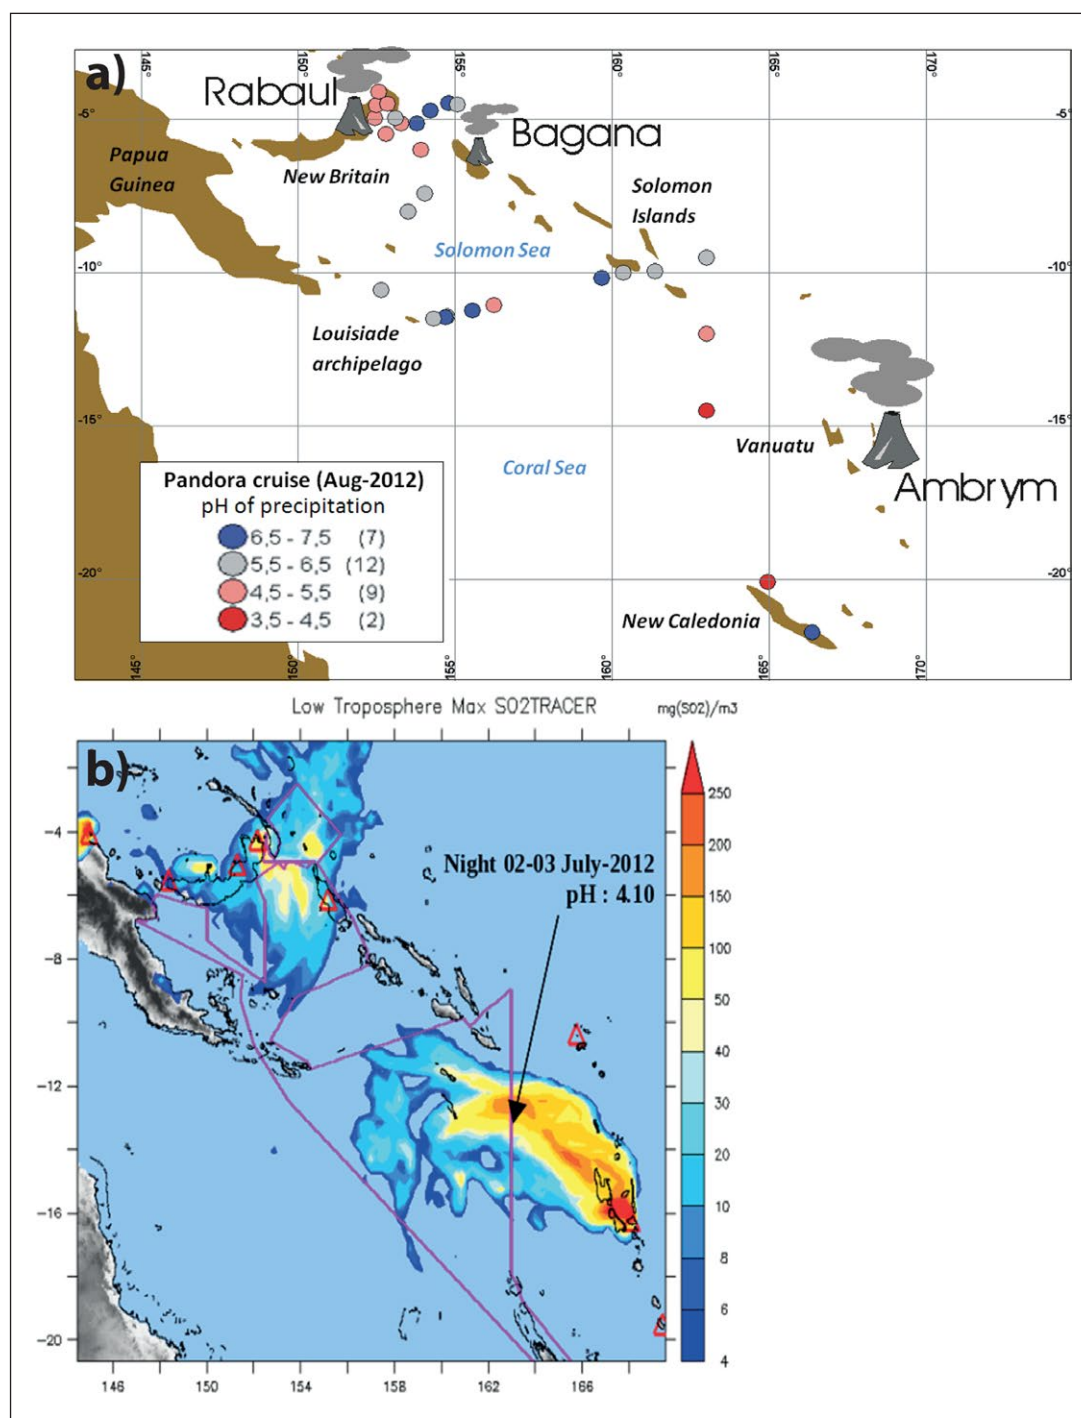 a)
145°
150°
155°
160°
165°
170°
Rabaul
Bagana
-5°
-5°
Papua
Guinea
New Britain
Solomon
Islands
Solomon Sea
-10°
-10°
Louisiade
archipelago
-15°
-15°
Vanuatu
Coral Sea
Ambrym
Pandora cruise (Aug-2012)
pH of precipitation
6,5 - 7,5 (7)
5,5 - 6,5 (12)
4,5 - 5,5 (9)
3,5 - 4,5 (2)
-20°
-20°
New Caledonia
145°
150°
155°
160°
165°
170°
Low Troposphere Max SO2TRACER
mg(SO2)/m3
b)
Night 02-03 July-2012
pH : 4.10
-4
-8
-12
-16
-20
146
150
154
158
162
166
250
200
150
100
50
40
30
20
10
8
6
4